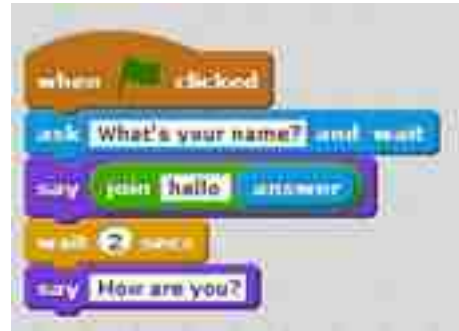 when clicked
ask What's your name? and wait
say join hello answer
wait 2 secs
say How are you?